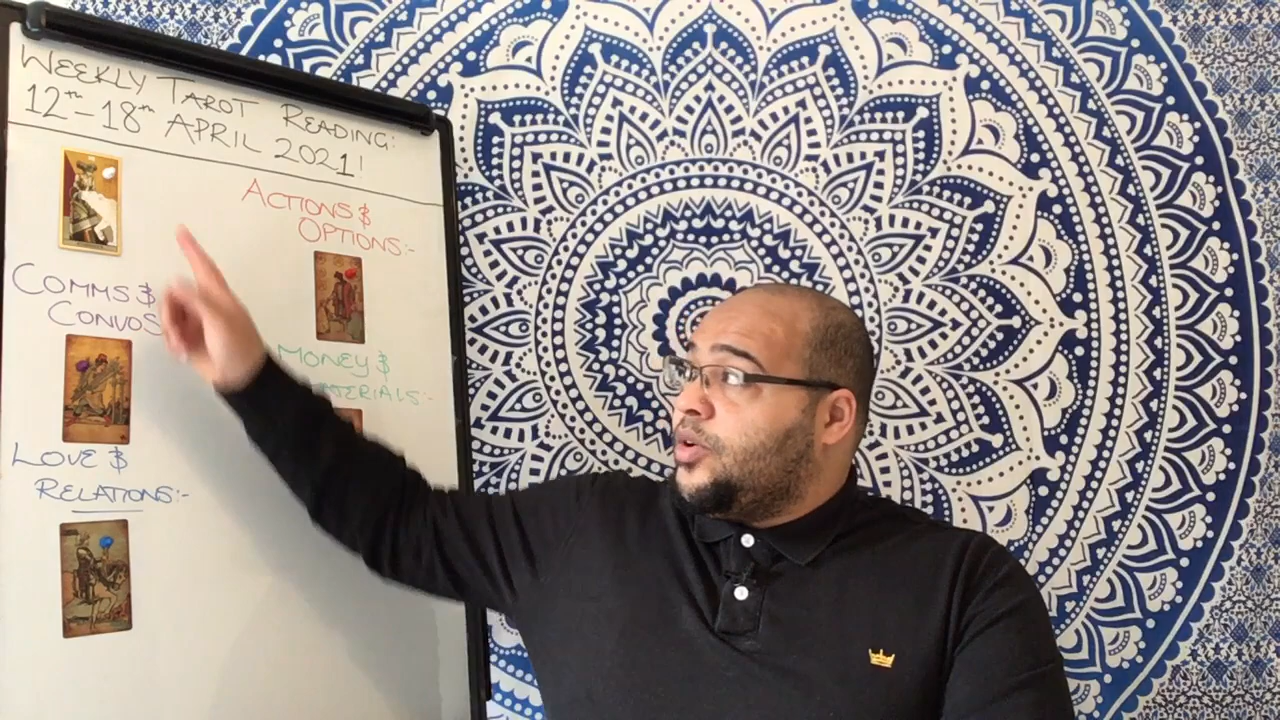 WEEKLY TAROT READING:
12th – 18th APRIL 2021!
ACTIONS &
OPTIONS:-
COMMS &
CONVOS
MONEY &
LOVE &
RELATIONS:-